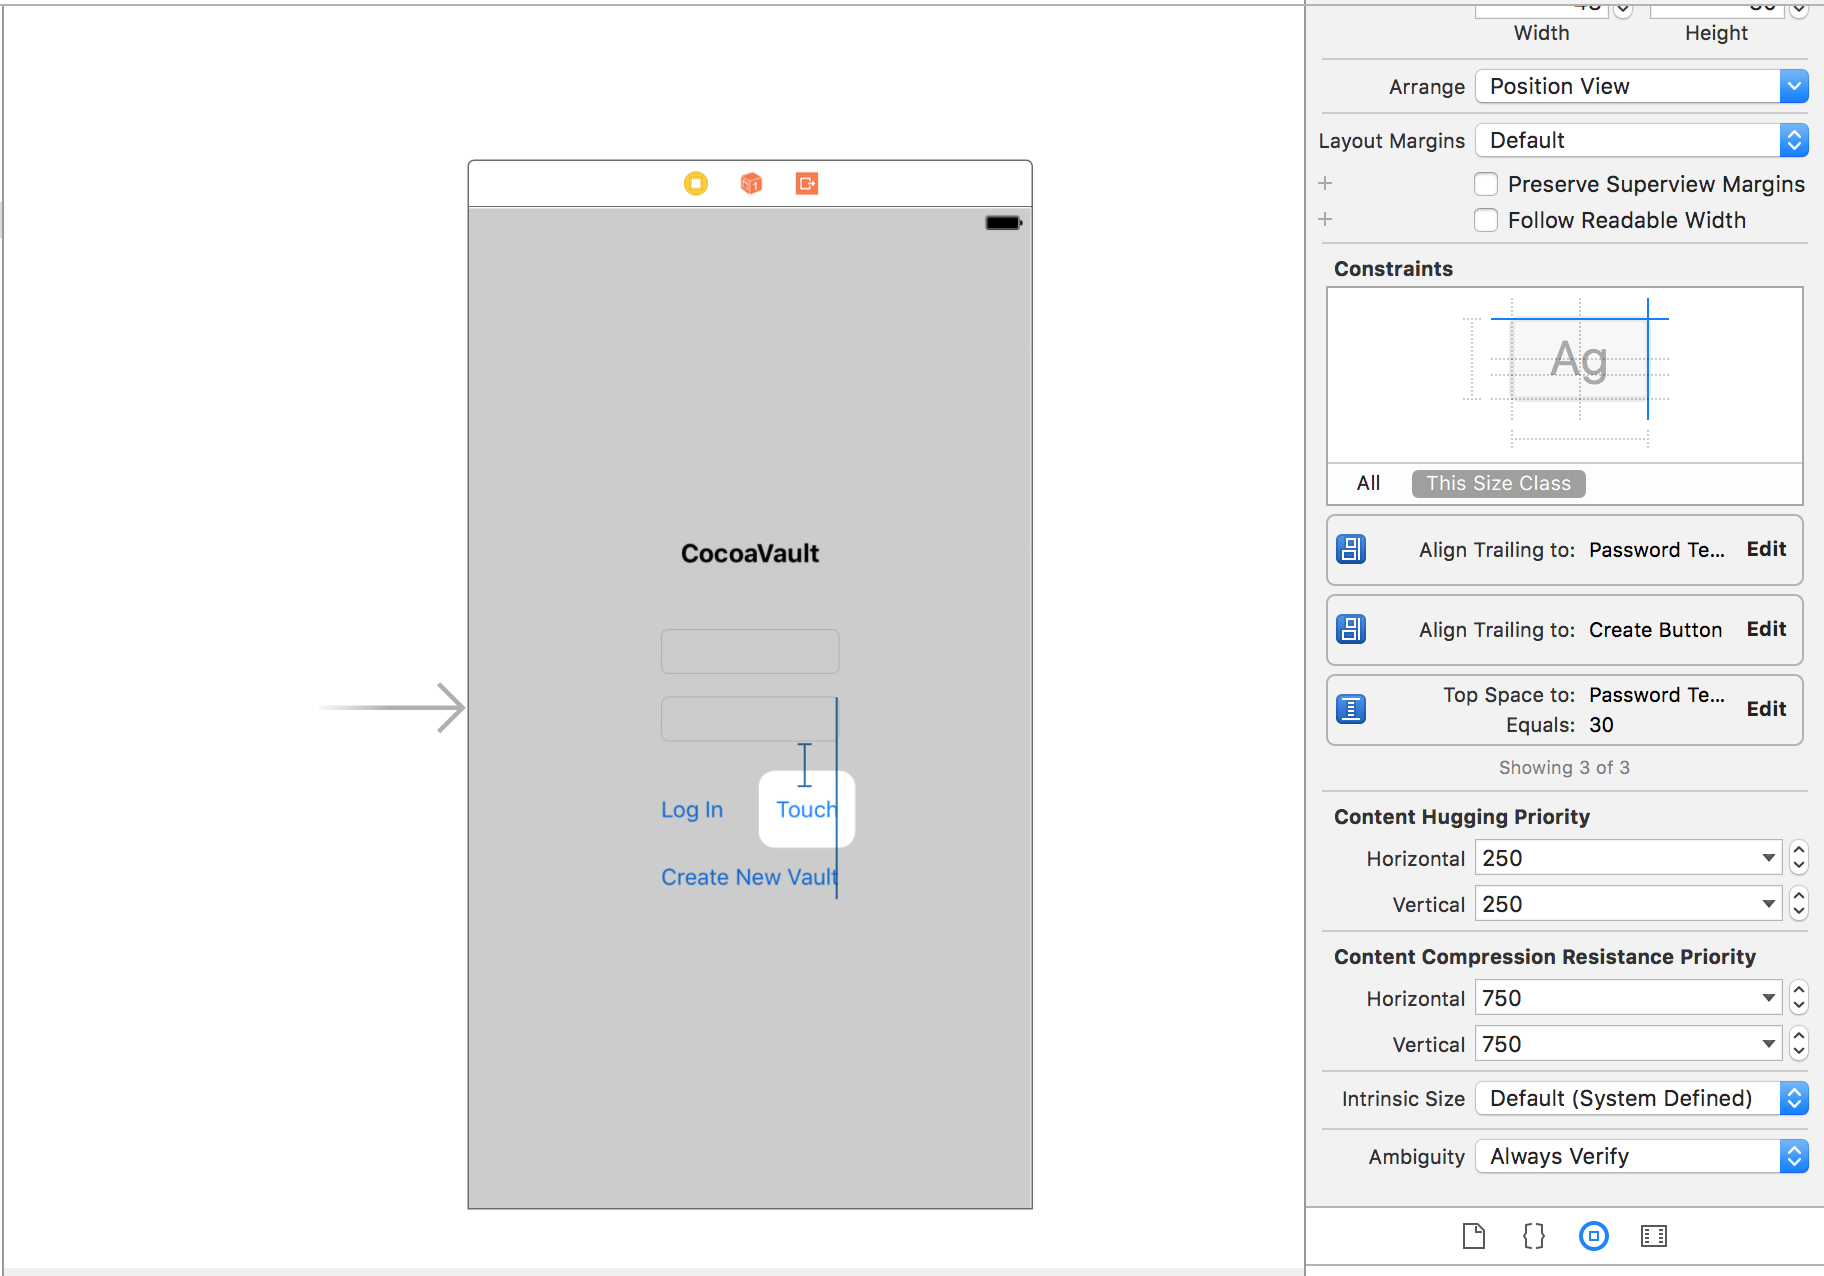 Width Height
Arrange Position View
Layout Margins Default
Preserve Superview Margins
Follow Readable Width
Constraints
Ag
All This Size Class
Align Trailing to: Password Te... Edit
Align Trailing to: Create Button Edit
Top Space to: Password Te... Edit
Equals: 30
Showing 3 of 3
Content Hugging Priority
Horizontal 250
Vertical 250
Content Compression Resistance Priority
Horizontal 750
Vertical 750
Intrinsic Size Default (System Defined)
Ambiguity Always Verify
CocoaVault
Log In Touch
Create New Vault